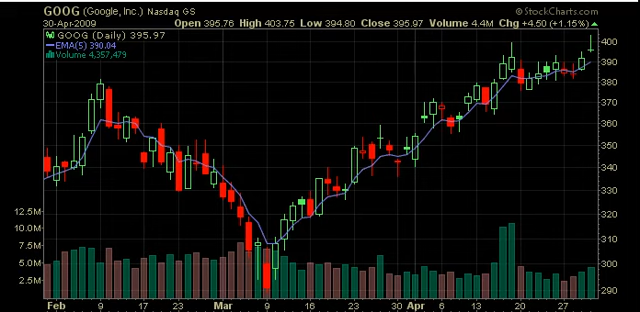 GOOG (Google, Inc.) Nasdaq GS © StockCharts.com
30-Apr-2009 Open 395.76 High 403.75 Low 394.80 Close 395.97 Volume 4.4M Chg +4.50 (+1.15%)
GOOG (Daily) 395.97
EMA(5) 390.04
Volume 4,357,479
400
390
380
370
360
350
340
330
320
310
300
290
12.5M
10.0M
7.5M
5.0M
2.5M
Feb 9 17 23 Mar 9 16 23 30 Apr 6 13 20 27